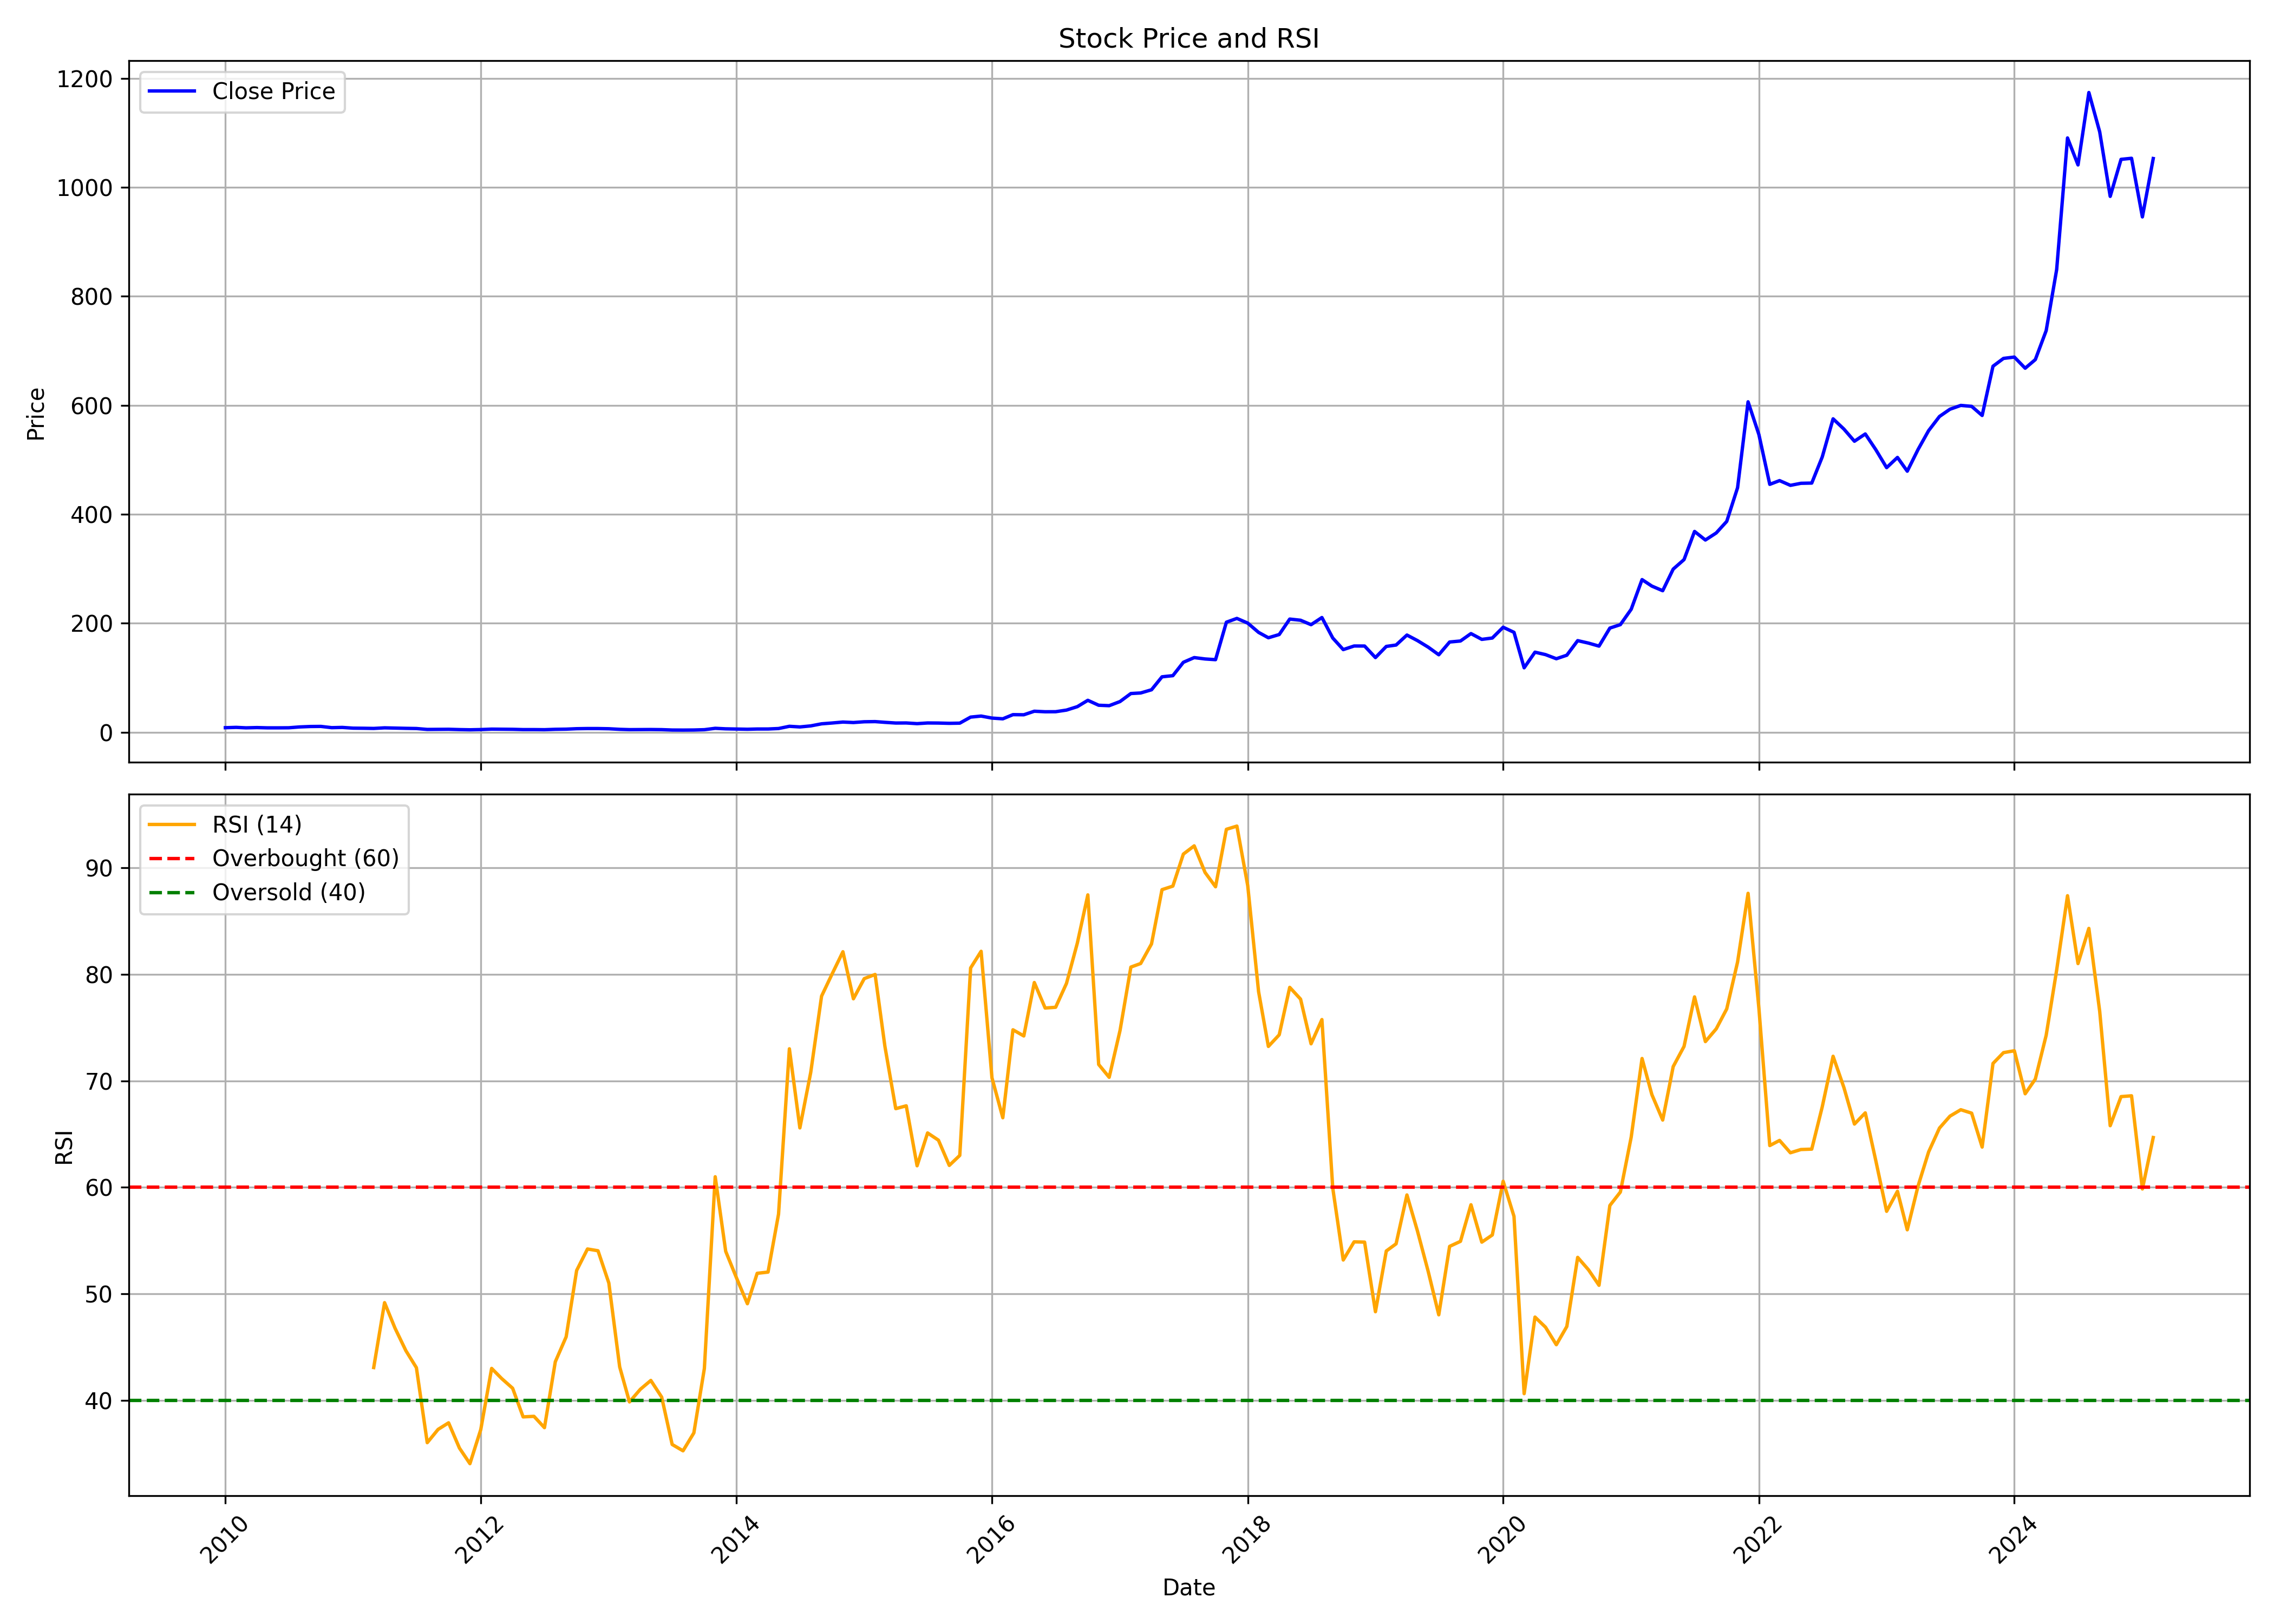 Stock Price and RSI
Close Price
1200
1000
800
600
400
200
0
Price
RSI (14)
Overbought (60)
Oversold (40)
90
80
70
60
50
40
RSI
2010
2012
2014
2016
2018
2020
2022
2024
Date